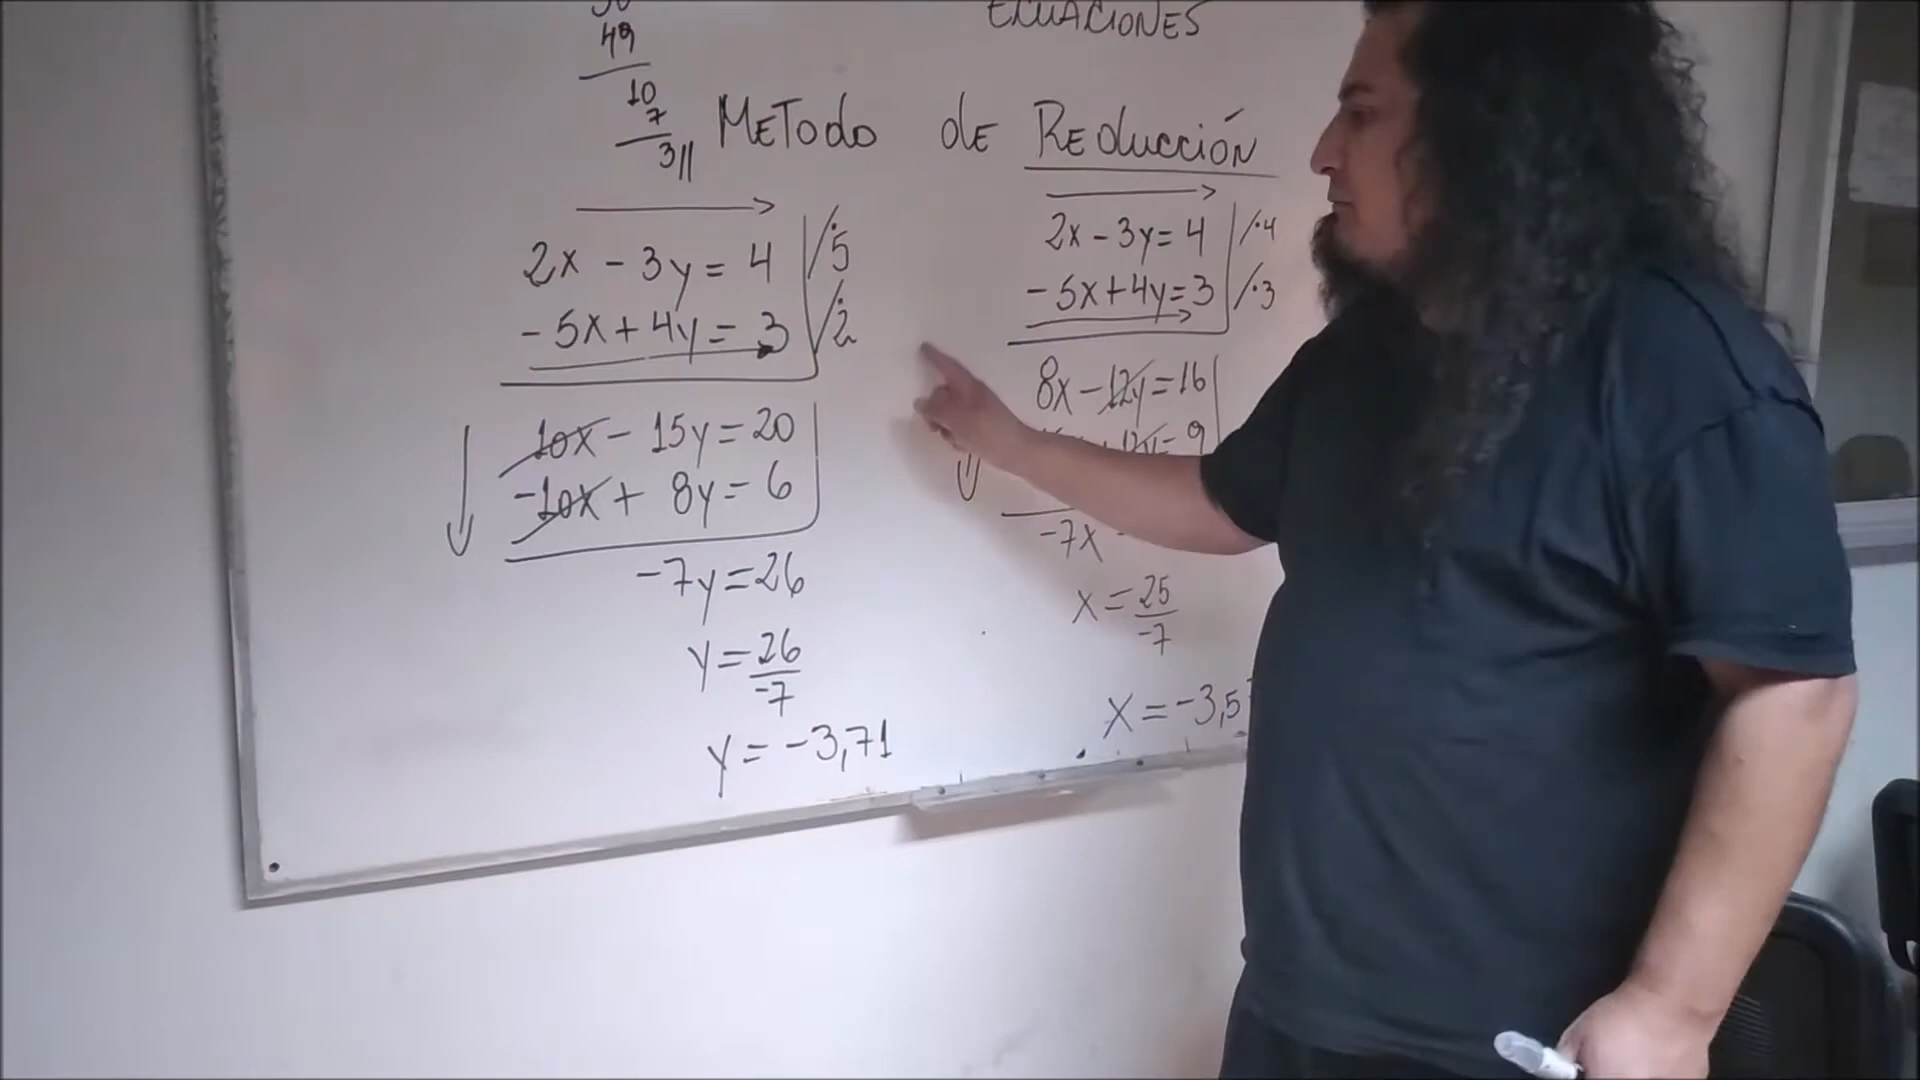 ECUACIONES
49
10
7
3//
METODO DE REDUCCIÓN
2x - 3y = 4 /·5
- 5x + 4y = 3 /·2
10x - 15y = 20
-10x + 8y = 6
-7y = 26
y = 26
-7
y = -3,71
2x - 3y = 4 /·4
- 5x + 4y = 3 /·3
8x - 12y = 16
+ 12y = 9
-7x
x = 25
-7
x = -3,5